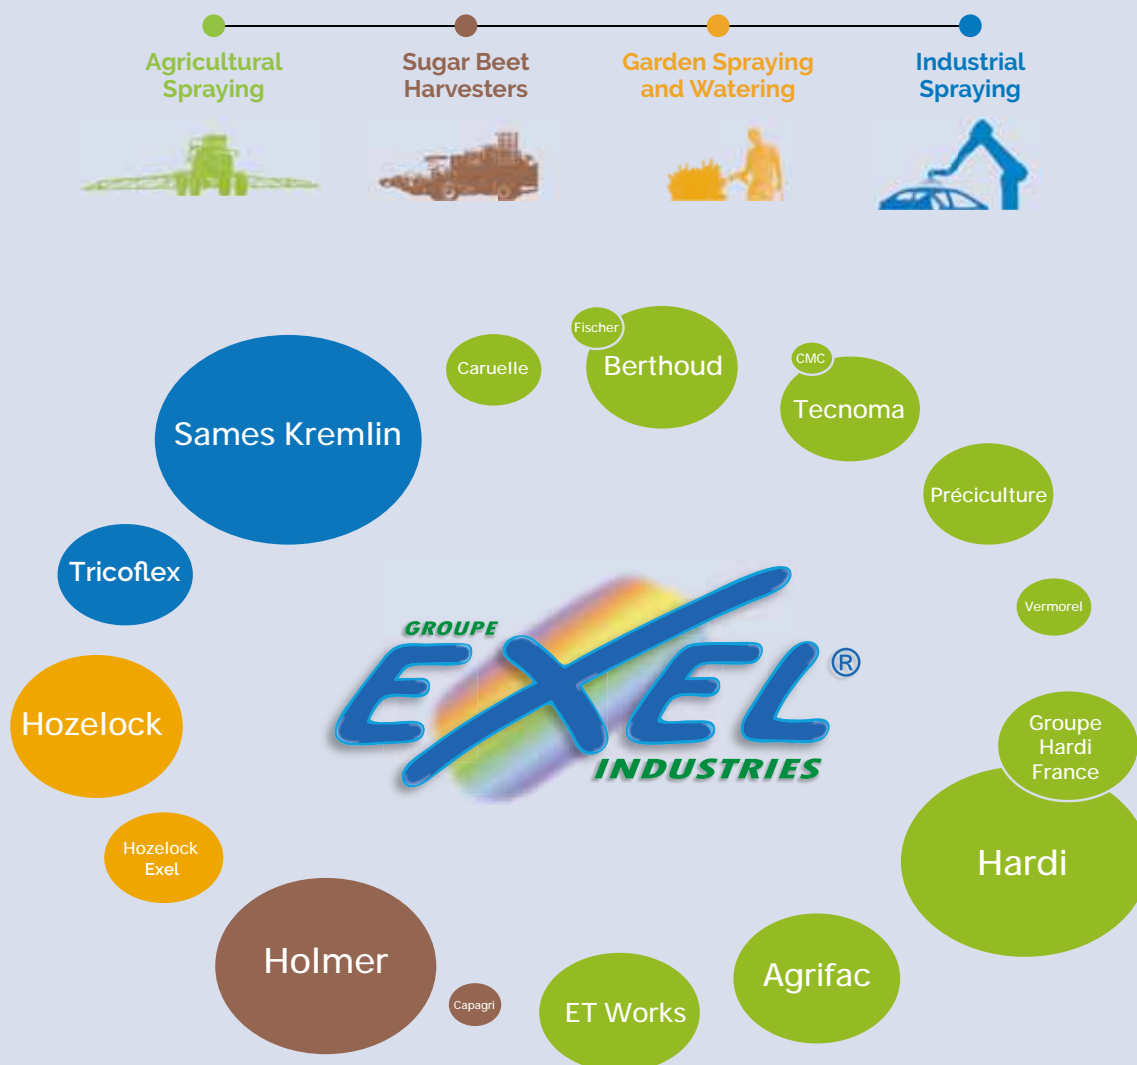 Agricultural
Spraying
Sugar Beet
Harvesters
Garden Spraying
and Watering
Industrial
Spraying
Fischer
Berthoud
Caruelle
CMC
Tecnoma
Sames Kremlin
Préciculture
Tricoflex
Vermorel
GROUPE
EXEL®
INDUSTRIES
Hozelock
Groupe
Hardi
France
Hardi
Hozelock
Exel
Holmer
Capagri
ET Works
Agrifac